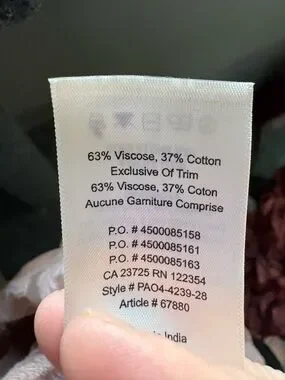 63% Viscose, 37% Cotton
Exclusive Of Trim
63% Viscose, 37% Coton
Aucune Garniture Comprise
P.O. # 4500085158
P.O. # 4500085161
P.O. # 4500085163
CA 23725 RN 122354
Style # PAO4-4239-28
Article # 67880
India